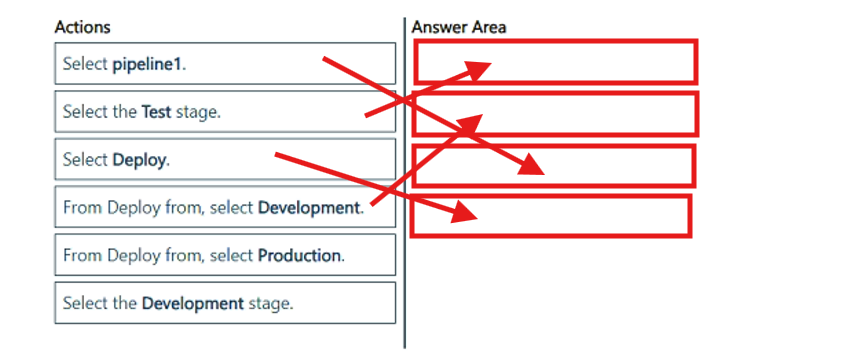 Actions
Answer Area
Select pipeline1.
Select the Test stage.
Select Deploy.
From Deploy from, select Development.
From Deploy from, select Production.
Select the Development stage.